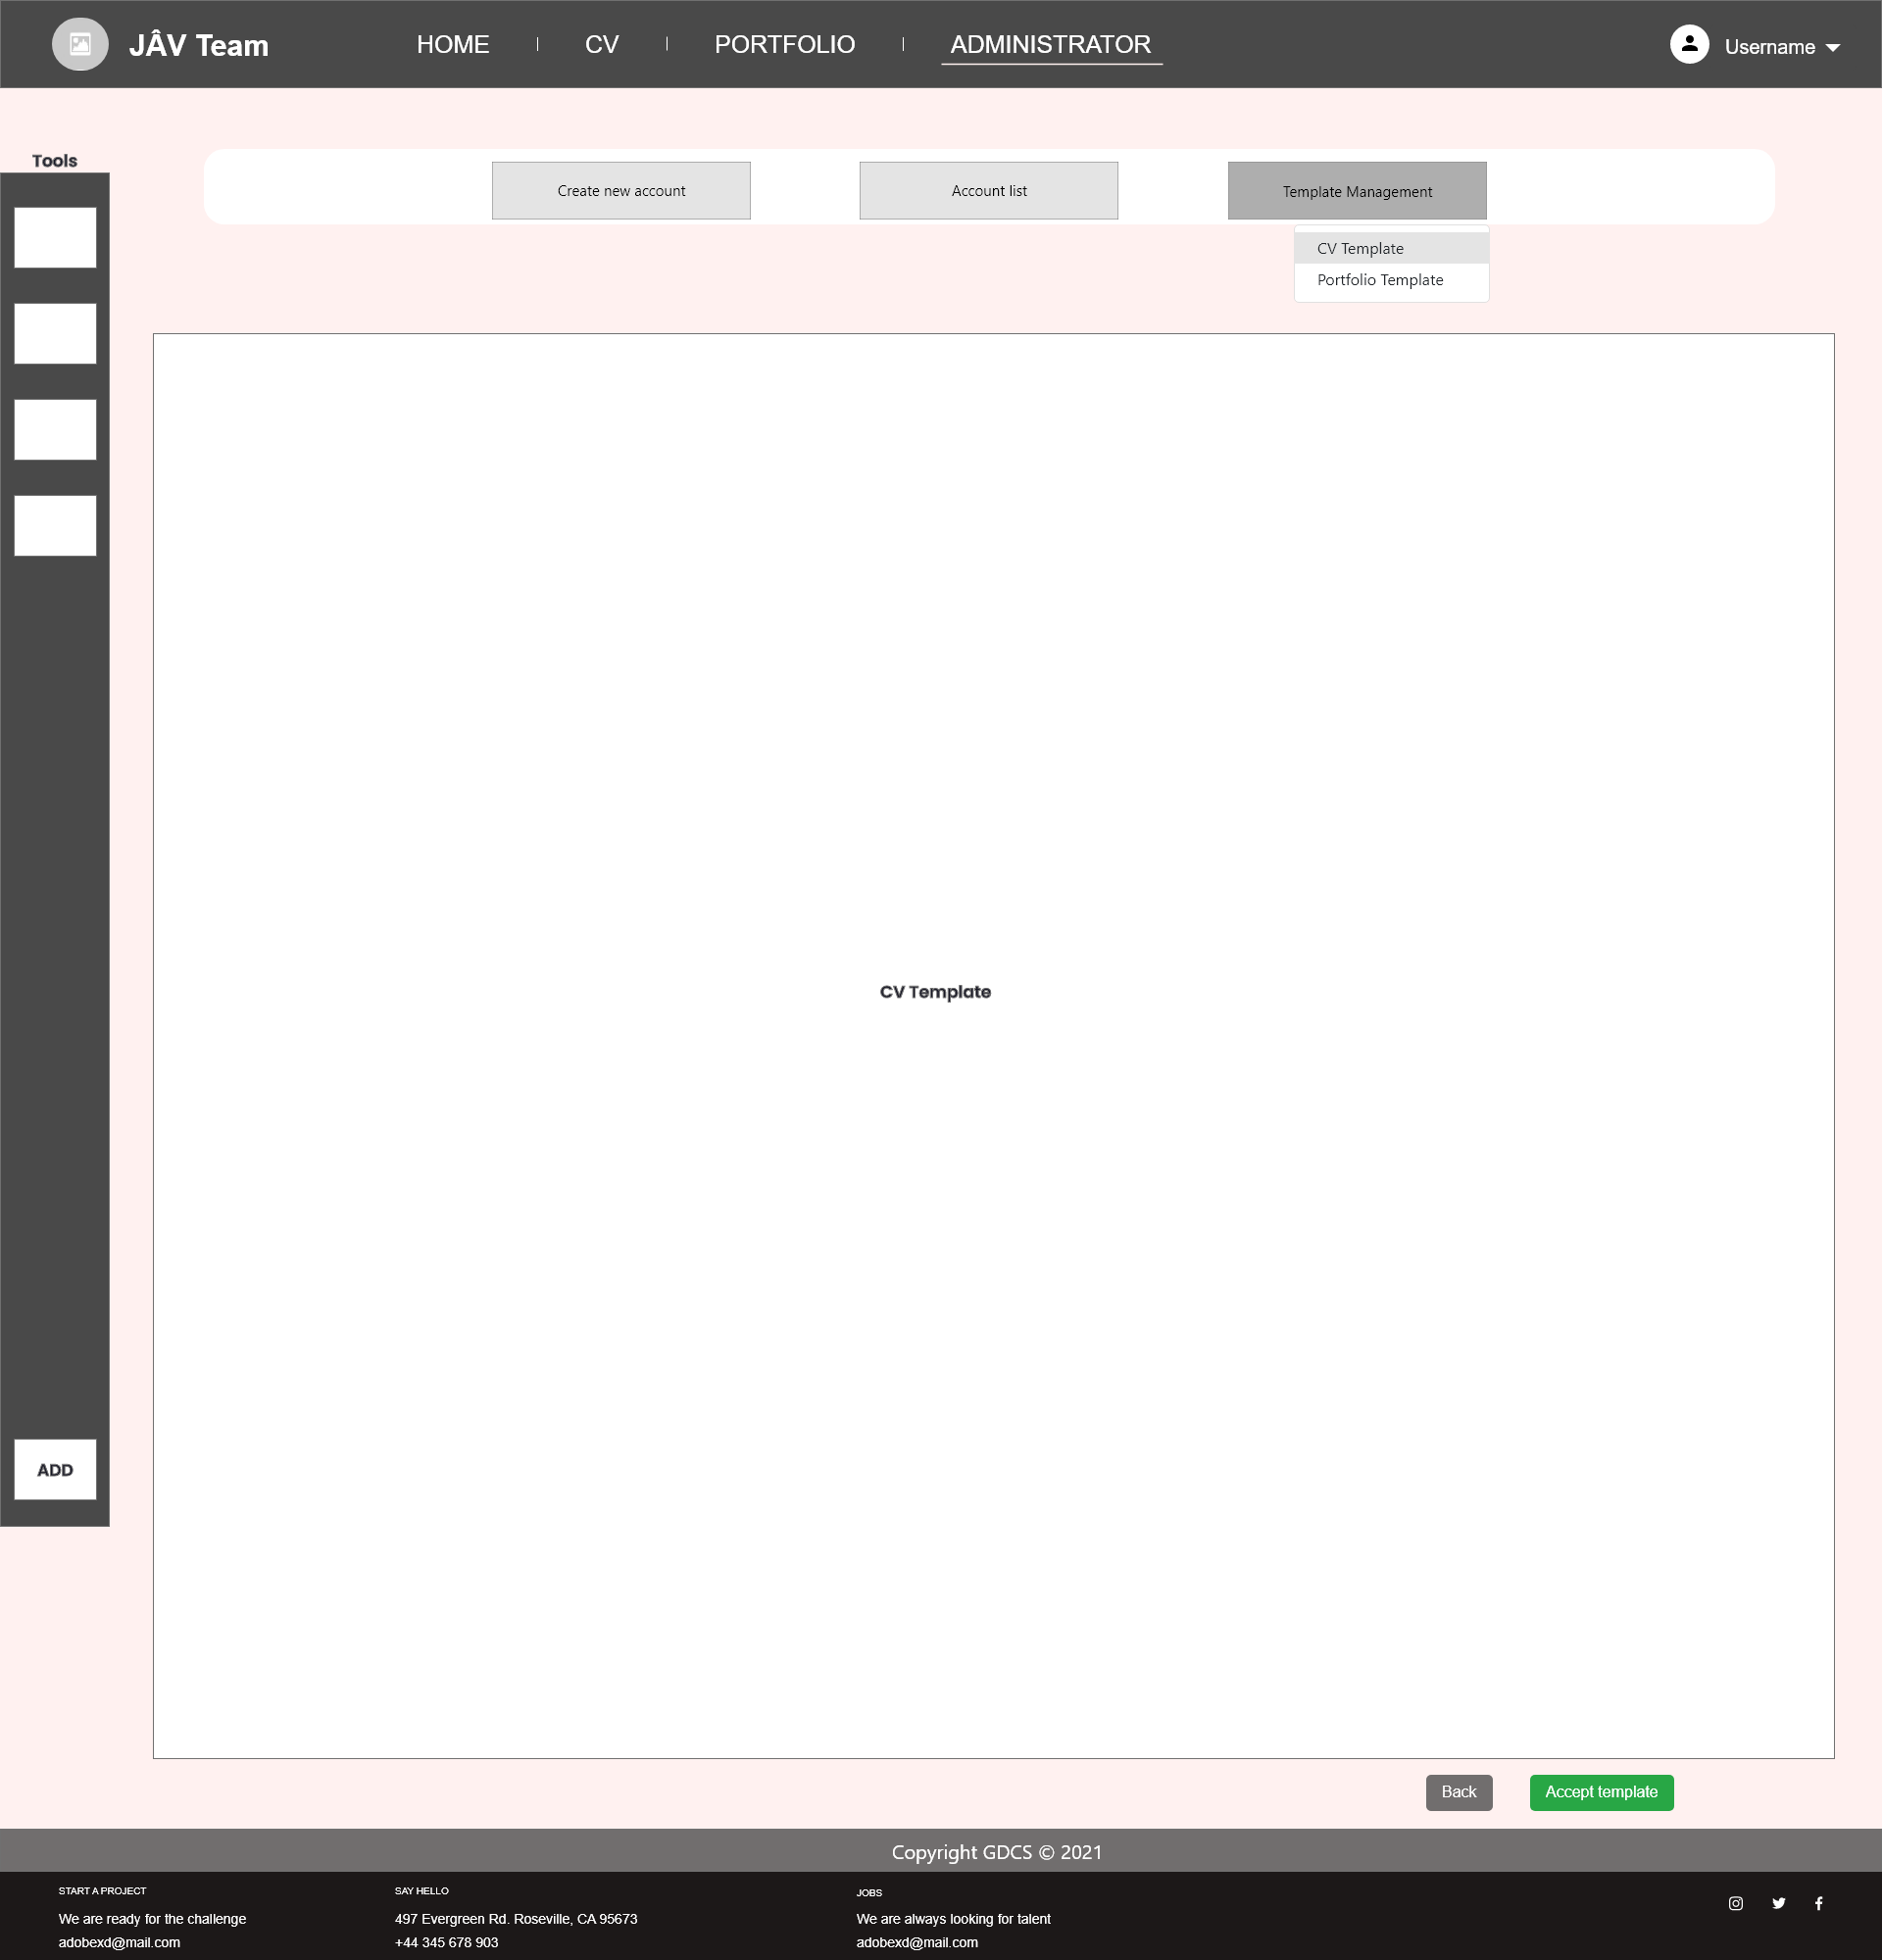 JÂV Team
HOME
CV
PORTFOLIO
ADMINISTRATOR
Username
Tools
Create new account
Account list
Template Management
CV Template
Portfolio Template
CV Template
ADD
Back
Accept template
Copyright GDCS © 2021
START A PROJECT
We are ready for the challenge
adobexd@mail.com
SAY HELLO
497 Evergreen Rd. Roseville, CA 95673
+44 345 678 903
JOBS
We are always looking for talent
adobexd@mail.com